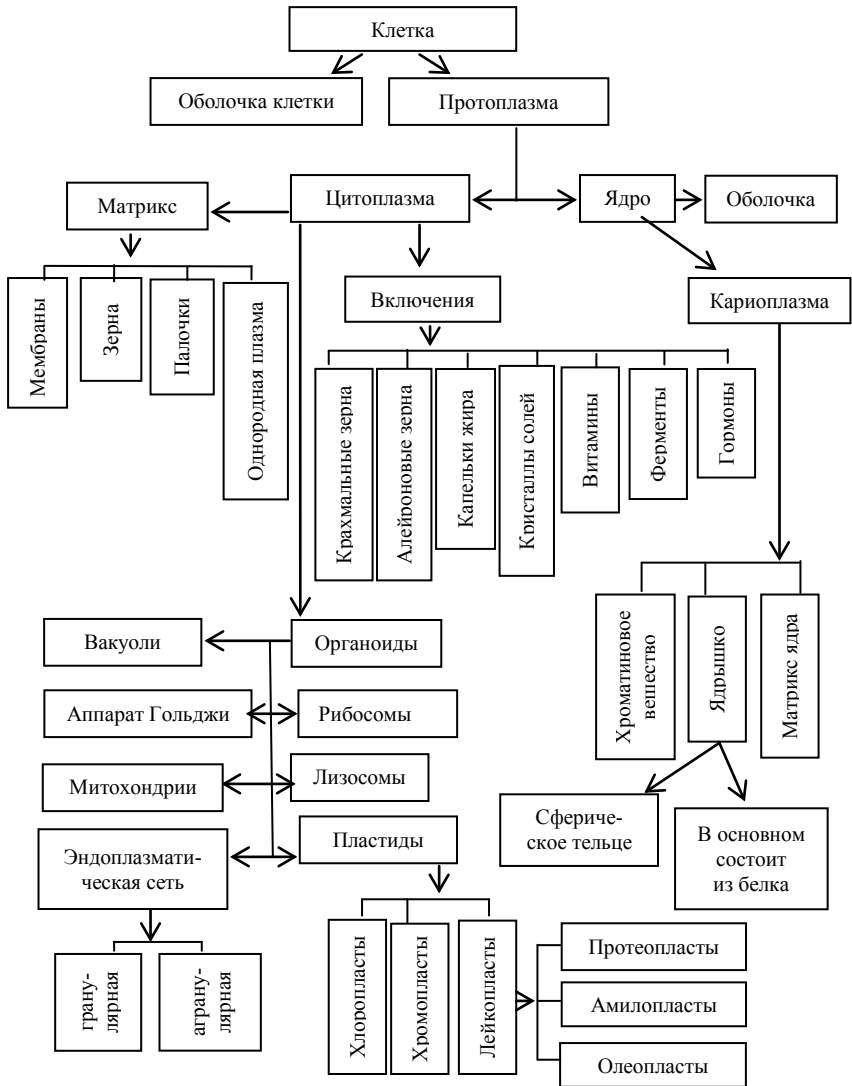 Клетка
Оболочка клетки
Протоплазма
Матрикс
Цитоплазма
Ядро
Оболочка
Мембраны
Зерна
Палочки
Однородная плазма
Включения
Кариоплазма
Крахмальные зерна
Алейроновые зерна
Капельки жира
Кристаллы солей
Витамины
Ферменты
Гормоны
Хроматиновое
вешество
Ядрышко
Матрикс ядра
Вакуоли
Органоиды
Аппарат Гольджи
Рибосомы
Митохондрии
Лизосомы
Сфериче-
ское тельце
В основном
состоит
из белка
Эндоплазмати-
ческая сеть
Пластиды
грану-
лярная
аграну-
лярная
Хлоропласты
Хромопласты
Лейкопласты
Протеопласты
Амилопласты
Олеопласты